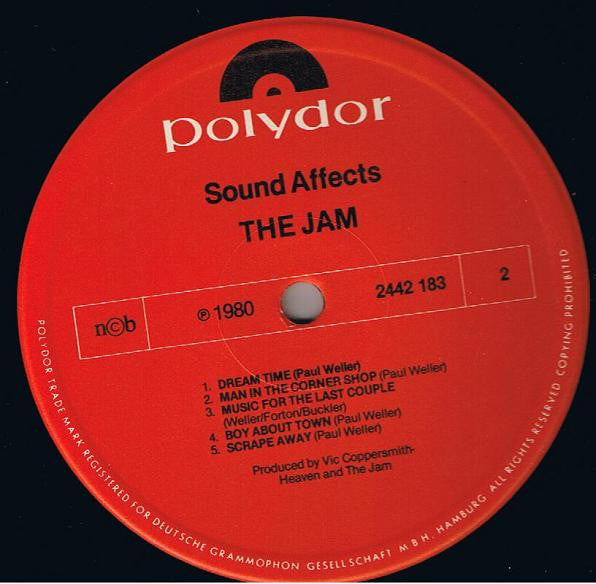 polydor
Sound Affects
THE JAM
ncb
℗ 1980
2442 183
2
1. DREAM TIME (Paul Weller)
2. MAN IN THE CORNER SHOP (Paul Weller)
3. MUSIC FOR THE LAST COUPLE
(Weller/Forton/Buckler)
4. BOY ABOUT TOWN (Paul Weller)
5. SCRAPE AWAY (Paul Weller)
Produced by Vic Coppersmith-
Heaven and The Jam
POLYDOR TRADE MARK REGISTERED FOR DEUTSCHE GRAMMOPHON GESELLSCHAFT M B H. HAMBURG. ALL RIGHTS RESERVED COPYING PROHIBITED